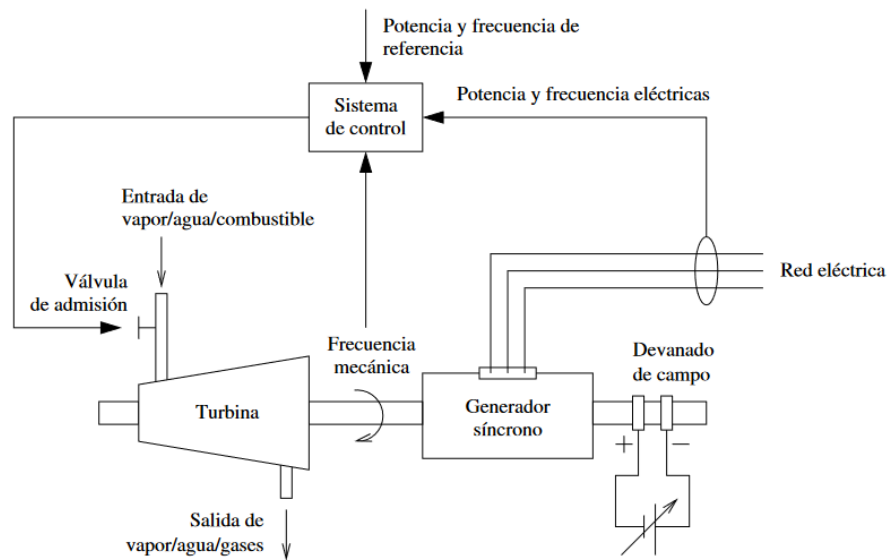 Potencia y frecuencia de
referencia
Sistema
de control
Potencia y frecuencia eléctricas
Entrada de
vapor/agua/combustible
Válvula
de admisión
Red eléctrica
Frecuencia
mecánica
Devanado
de campo
Turbina
Generador
síncrono
+
−
Salida de
vapor/agua/gases